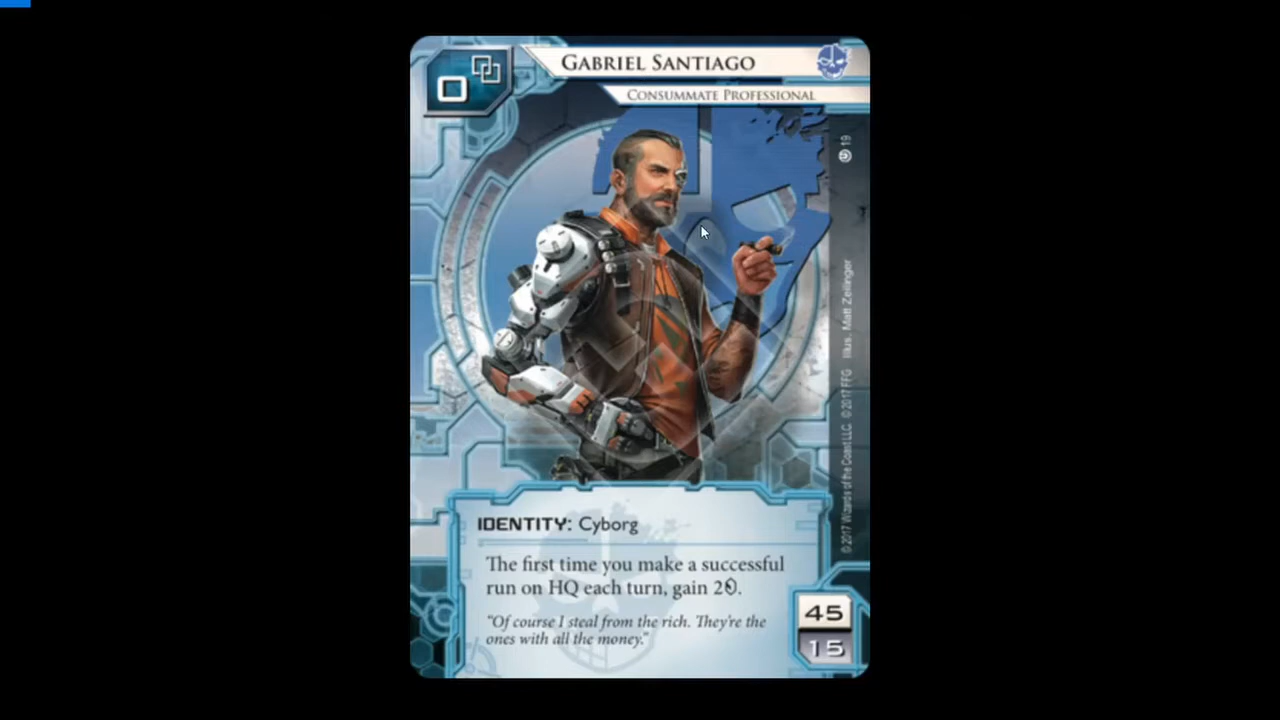 0
GABRIEL SANTIAGO
CONSUMMATE PROFESSIONAL
19
Illus. Matt Zeilinger
© 2017 Wizards of the Coast LLC. © 2017 FFG
IDENTITY: Cyborg
The first time you make a successful
run on HQ each turn, gain 2.
"Of course I steal from the rich. They're the
ones with all the money."
45
15